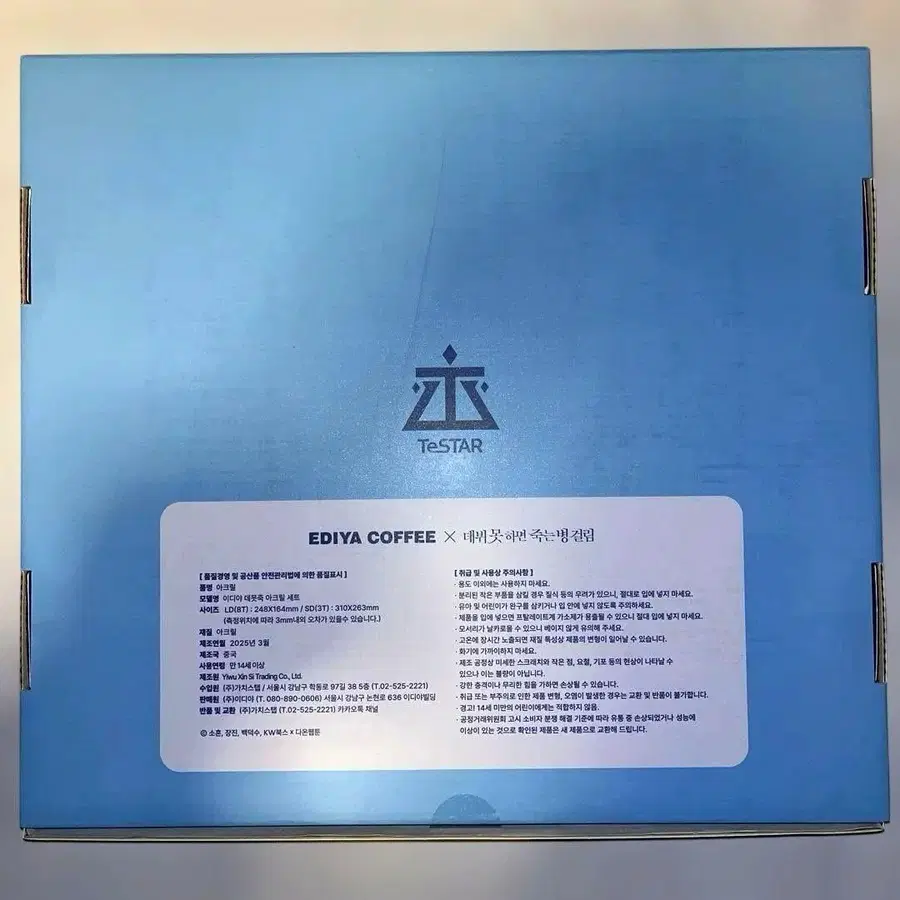 TeSTAR
EDIYA COFFEE × 데뷔 못 하면 죽는 병 걸림
[ 품질경영 및 공산품 안전관리법에 의한 품질표시 ]
품명 아크릴
모델명 이디야 데못죽 아크릴 세트
사이즈 LD(8T) : 248X164mm / SD(3T) : 310X263mm
(측정위치에 따라 3mm내의 오차가 있을수 있습니다.)
재질 아크릴
제조연월 2025년 3월
제조국 중국
사용연령 만 14세 이상
제조원 Yiwu Xin Si Trading Co., Ltd.
수입원 (주)가치스탭 / 서울시 강남구 학동로 97길 38 5층 (T.02-525-2221)
판매원 (주)이디야 (T. 080-890-0606) 서울시 강남구 논현로 636 이디야빌딩
반품 및 교환 (주)가치스탭 (T.02-525-2221) 카카오톡 채널
© 소흔, 장진, 백덕수, KW북스 x 다온웹툰
[ 취급 및 사용상 주의사항 ]
· 용도 이외에는 사용하지 마세요.
· 분리된 작은 부품을 삼킬 경우 질식 등의 우려가 있으니, 절대로 입에 넣지 마세요.
· 유아 및 어린이가 완구를 삼키거나 입 안에 넣지 않도록 주의하세요.
· 제품을 입에 넣으면 프탈레이트계 가소제가 용출될 수 있으니 절대 입에 넣지 마세요.
· 모서리가 날카로울 수 있으니 베이지 않게 유의해 주세요.
· 고온에 장시간 노출되면 재질 특성상 제품의 변형이 일어날 수 있습니다.
· 화기에 가까이하지 마세요.
· 제조 공정상 미세한 스크래치와 작은 점, 요철, 기포 등의 현상이 나타날 수
있으나 이는 불량이 아닙니다.
· 강한 충격이나 무리한 힘을 가하면 손상될 수 있습니다.
· 취급 또는 부주의로 인한 제품 변형, 오염이 발생한 경우는 교환 및 반품이 불가합니다.
· 경고! 14세 미만의 어린이에게는 적합하지 않음.
· 공정거래위원회 고시 소비자 분쟁 해결 기준에 따라 유통 중 손상되었거나 성능에
이상이 있는 것으로 확인된 제품은 새 제품으로 교환해 드립니다.